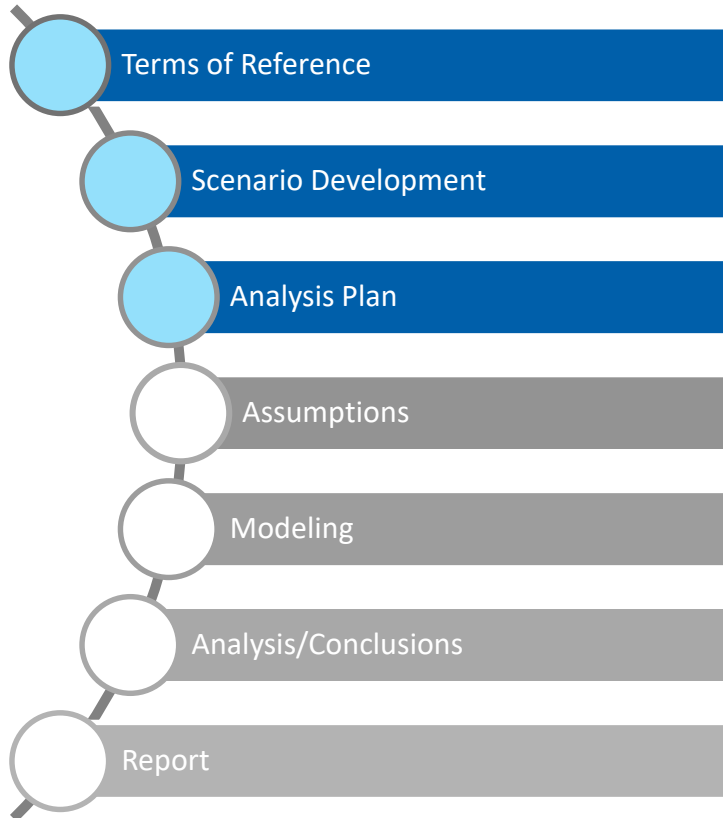 Terms of Reference
Scenario Development
Analysis Plan
Assumptions
Modeling
Analysis/Conclusions
Report